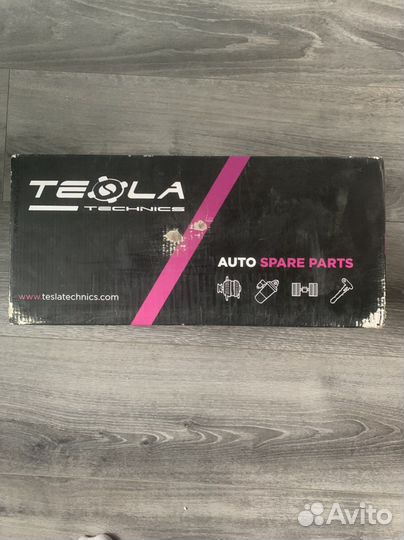 TESLA
TECHNICS
AUTO SPARE PARTS
www.teslatechnics.com
Avito